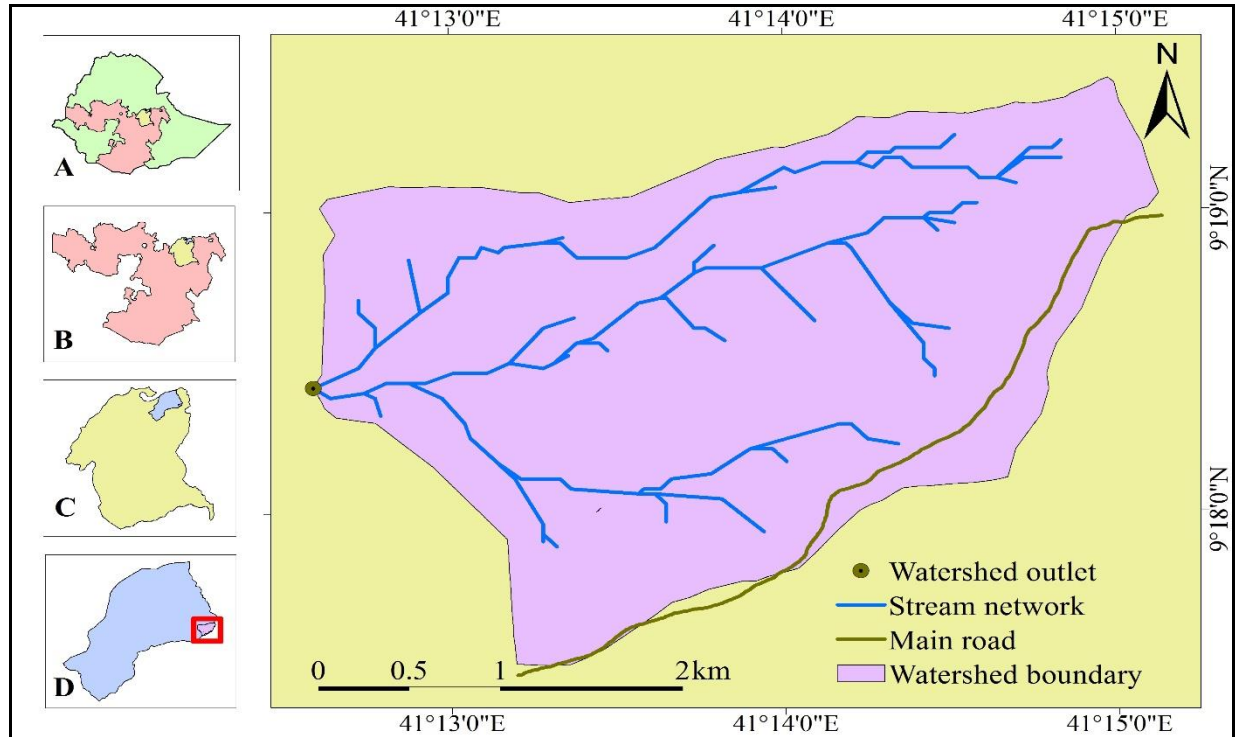 41°13'0"E 41°14'0"E 41°15'0"E
N
A
B
C
D
9°19'0"N
9°18'0"N
Watershed outlet
Stream network
Main road
Watershed boundary
0 0.5 1 2km
41°13'0"E 41°14'0"E 41°15'0"E